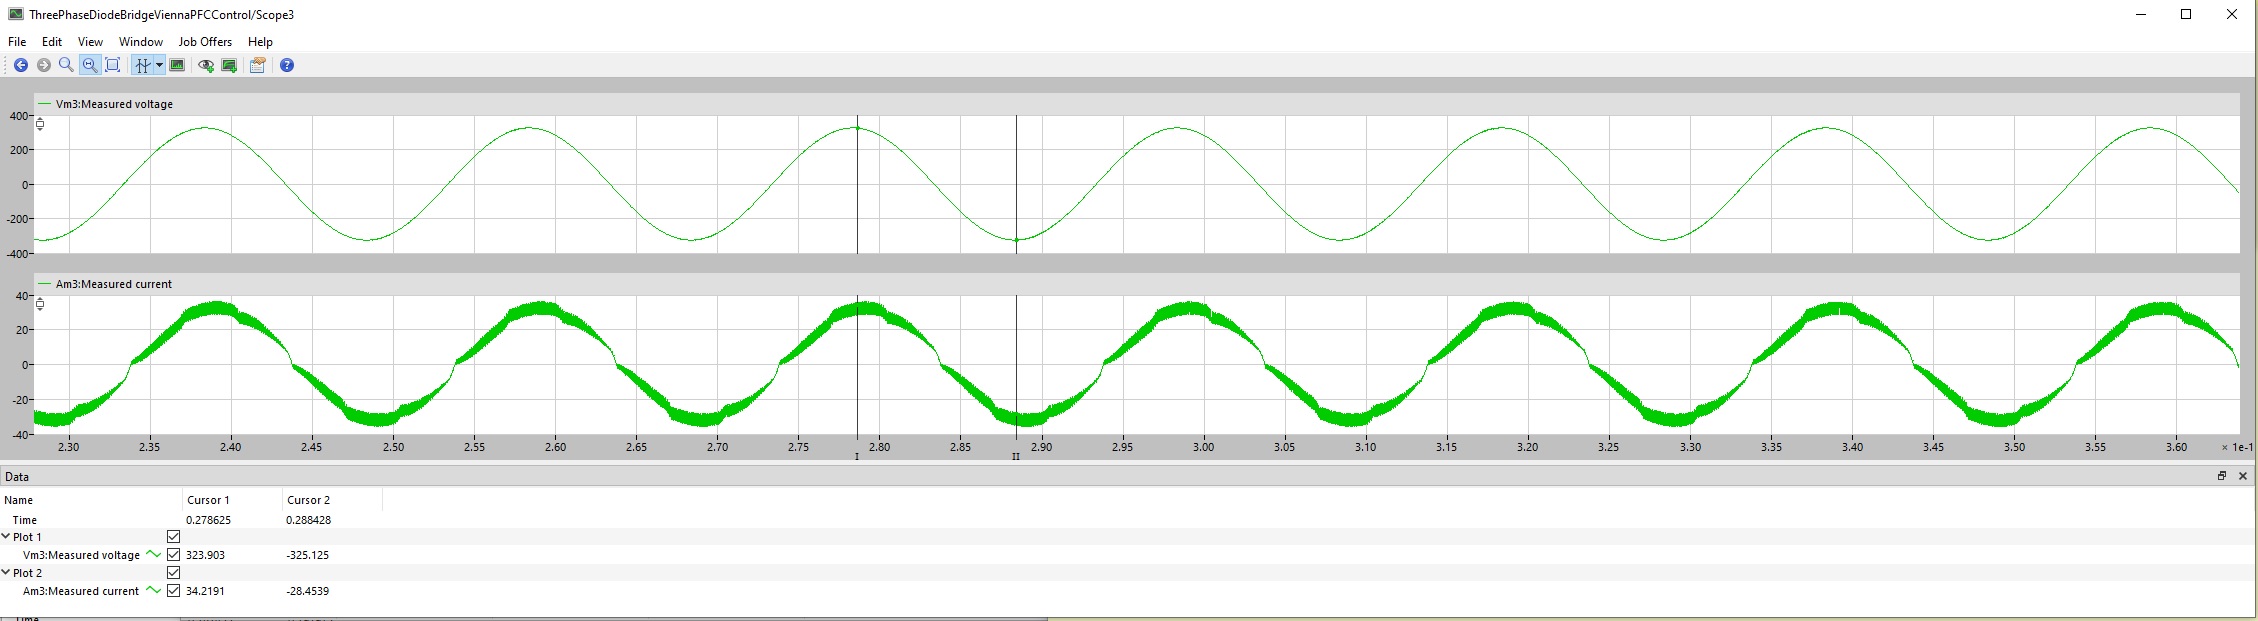 ThreePhaseDiodeBridgeViennaPFCControl/Scope3
File Edit View Window Job Offers Help
Vm3:Measured voltage
400
200
0
-200
-400
Am3:Measured current
40
20
0
-20
-40
2.30 2.35 2.40 2.45 2.50 2.55 2.60 2.65 2.70 2.75 2.80 2.85 2.90 2.95 3.00 3.05 3.10 3.15 3.20 3.25 3.30 3.35 3.40 3.45 3.50 3.55 3.60 × 1e-1
I II
Data
Name Cursor 1 Cursor 2
Time 0.278625 0.288428
Plot 1
Vm3:Measured voltage 323.903 -325.125
Plot 2
Am3:Measured current 34.2191 -28.4539
Time